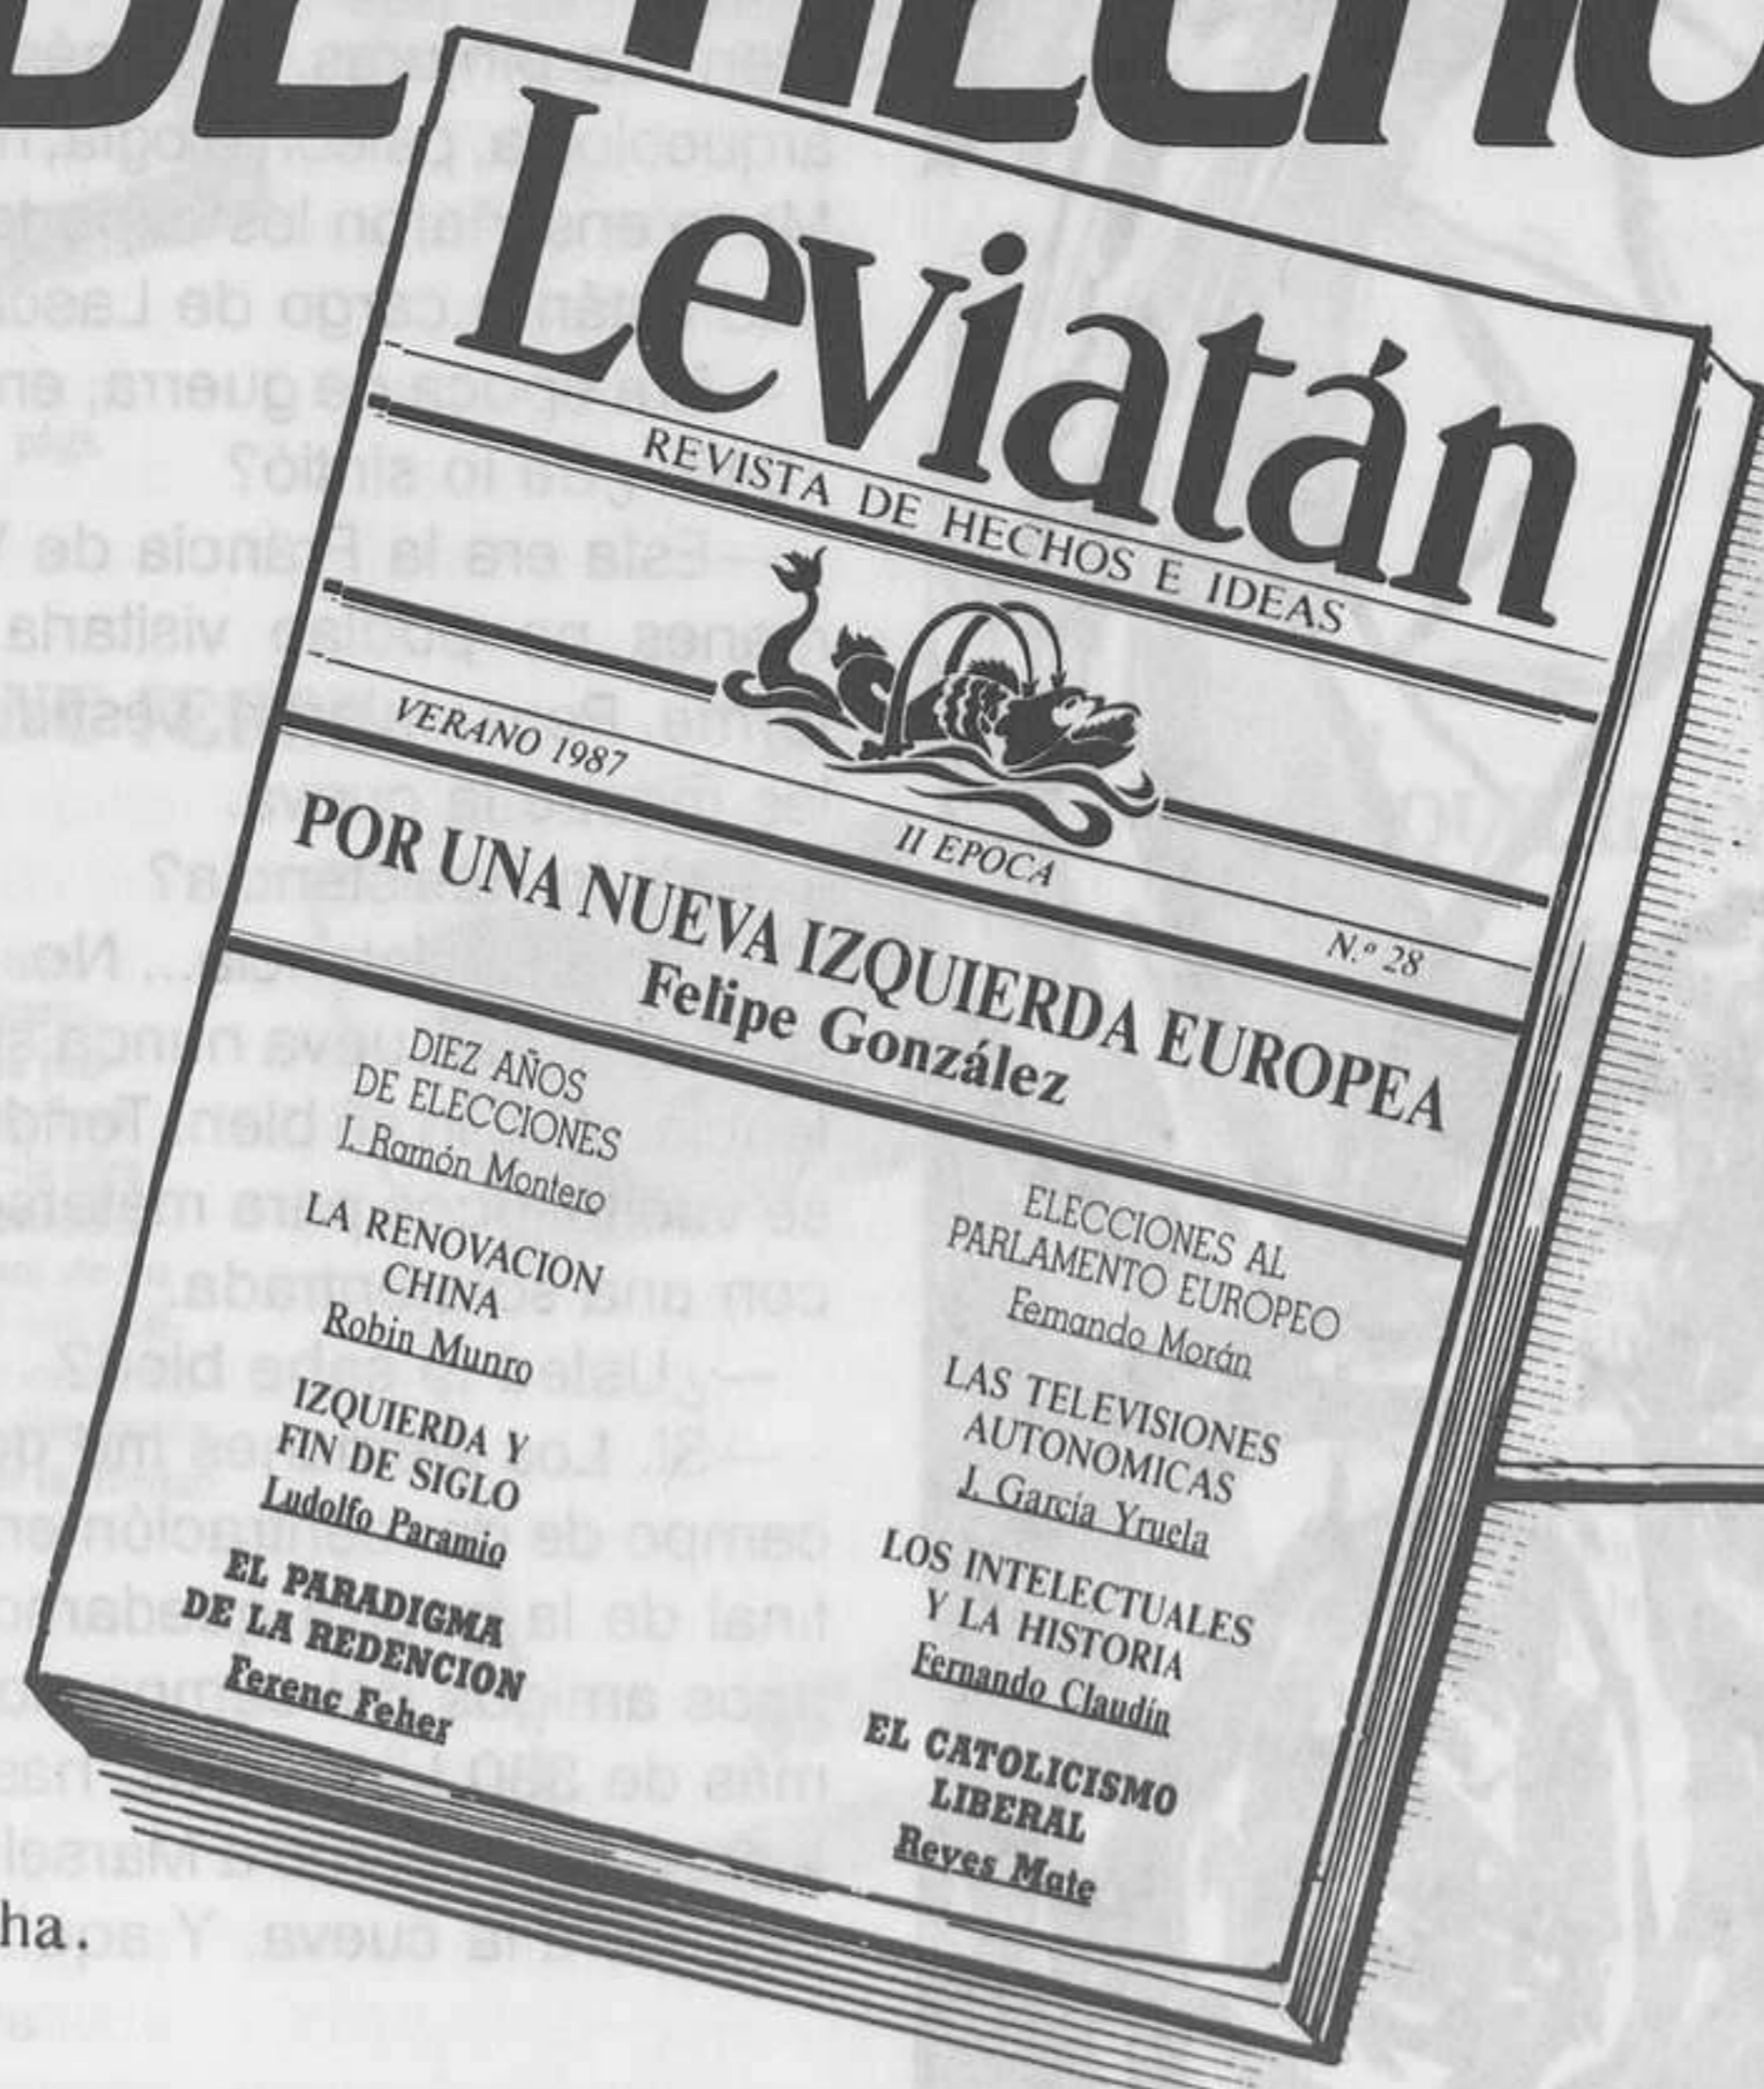 Leviatán
REVISTA DE HECHOS E IDEAS
VERANO 1987
II EPOCA
N.º 28
POR UNA NUEVA IZQUIERDA EUROPEA
Felipe González
DIEZ AÑOS
DE ELECCIONES
J. Ramón Montero
LA RENOVACION
CHINA
Robin Munro
IZQUIERDA Y
FIN DE SIGLO
Ludolfo Paramio
EL PARADIGMA
DE LA REDENCION
Ferenc Feher
ELECCIONES AL
PARLAMENTO EUROPEO
Fernando Morán
LAS TELEVISIONES
AUTONOMICAS
J. García Yruela
LOS INTELECTUALES
Y LA HISTORIA
Fernando Claudín
EL CATOLICISMO
LIBERAL
Reyes Mate
ha.